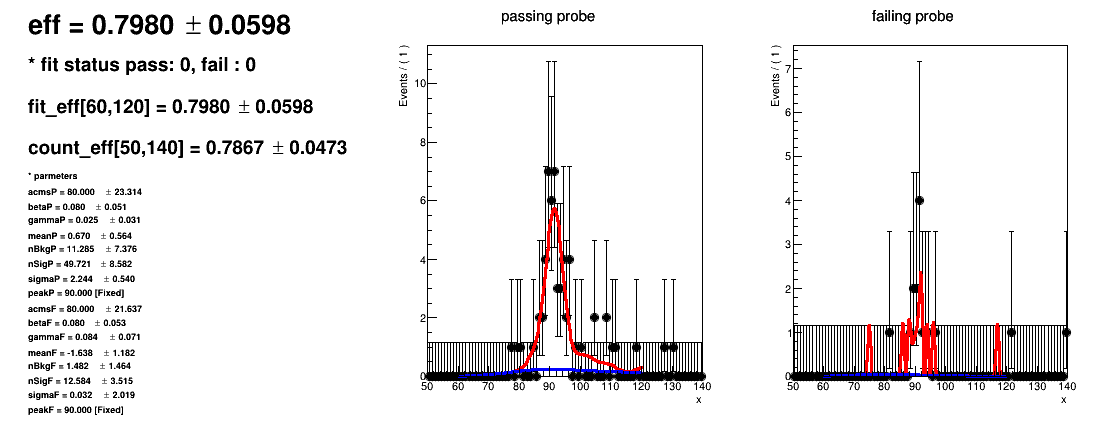 eff = 0.7980 ± 0.0598
* fit status pass: 0, fail : 0
fit_eff[60,120] = 0.7980 ± 0.0598
count_eff[50,140] = 0.7867 ± 0.0473
* parmeters
acmsP = 80.000 ± 23.314
betaP = 0.080 ± 0.051
gammaP = 0.025 ± 0.031
meanP = 0.670 ± 0.564
nBkgP = 11.285 ± 7.376
nSigP = 49.721 ± 8.582
sigmaP = 2.244 ± 0.540
peakP = 90.000 [Fixed]
acmsF = 80.000 ± 21.637
betaF = 0.080 ± 0.053
gammaF = 0.084 ± 0.071
meanF = -1.638 ± 1.182
nBkgF = 1.482 ± 1.464
nSigF = 12.584 ± 3.515
sigmaF = 0.032 ± 2.019
peakF = 90.000 [Fixed]
passing probe
Events / ( 1 )
10
8
6
4
2
0
50 60 70 80 90 100 110 120 130 140
x
failing probe
Events / ( 1 )
7
6
5
4
3
2
1
0
50 60 70 80 90 100 110 120 130 140
x